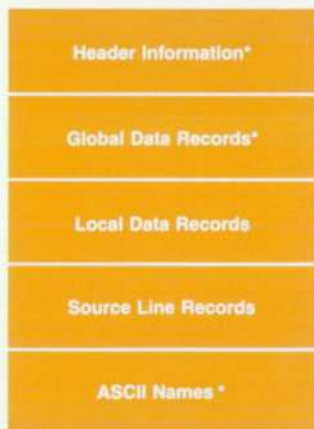 Header Information*
Global Data Records*
Local Data Records
Source Line Records
ASCII Names *